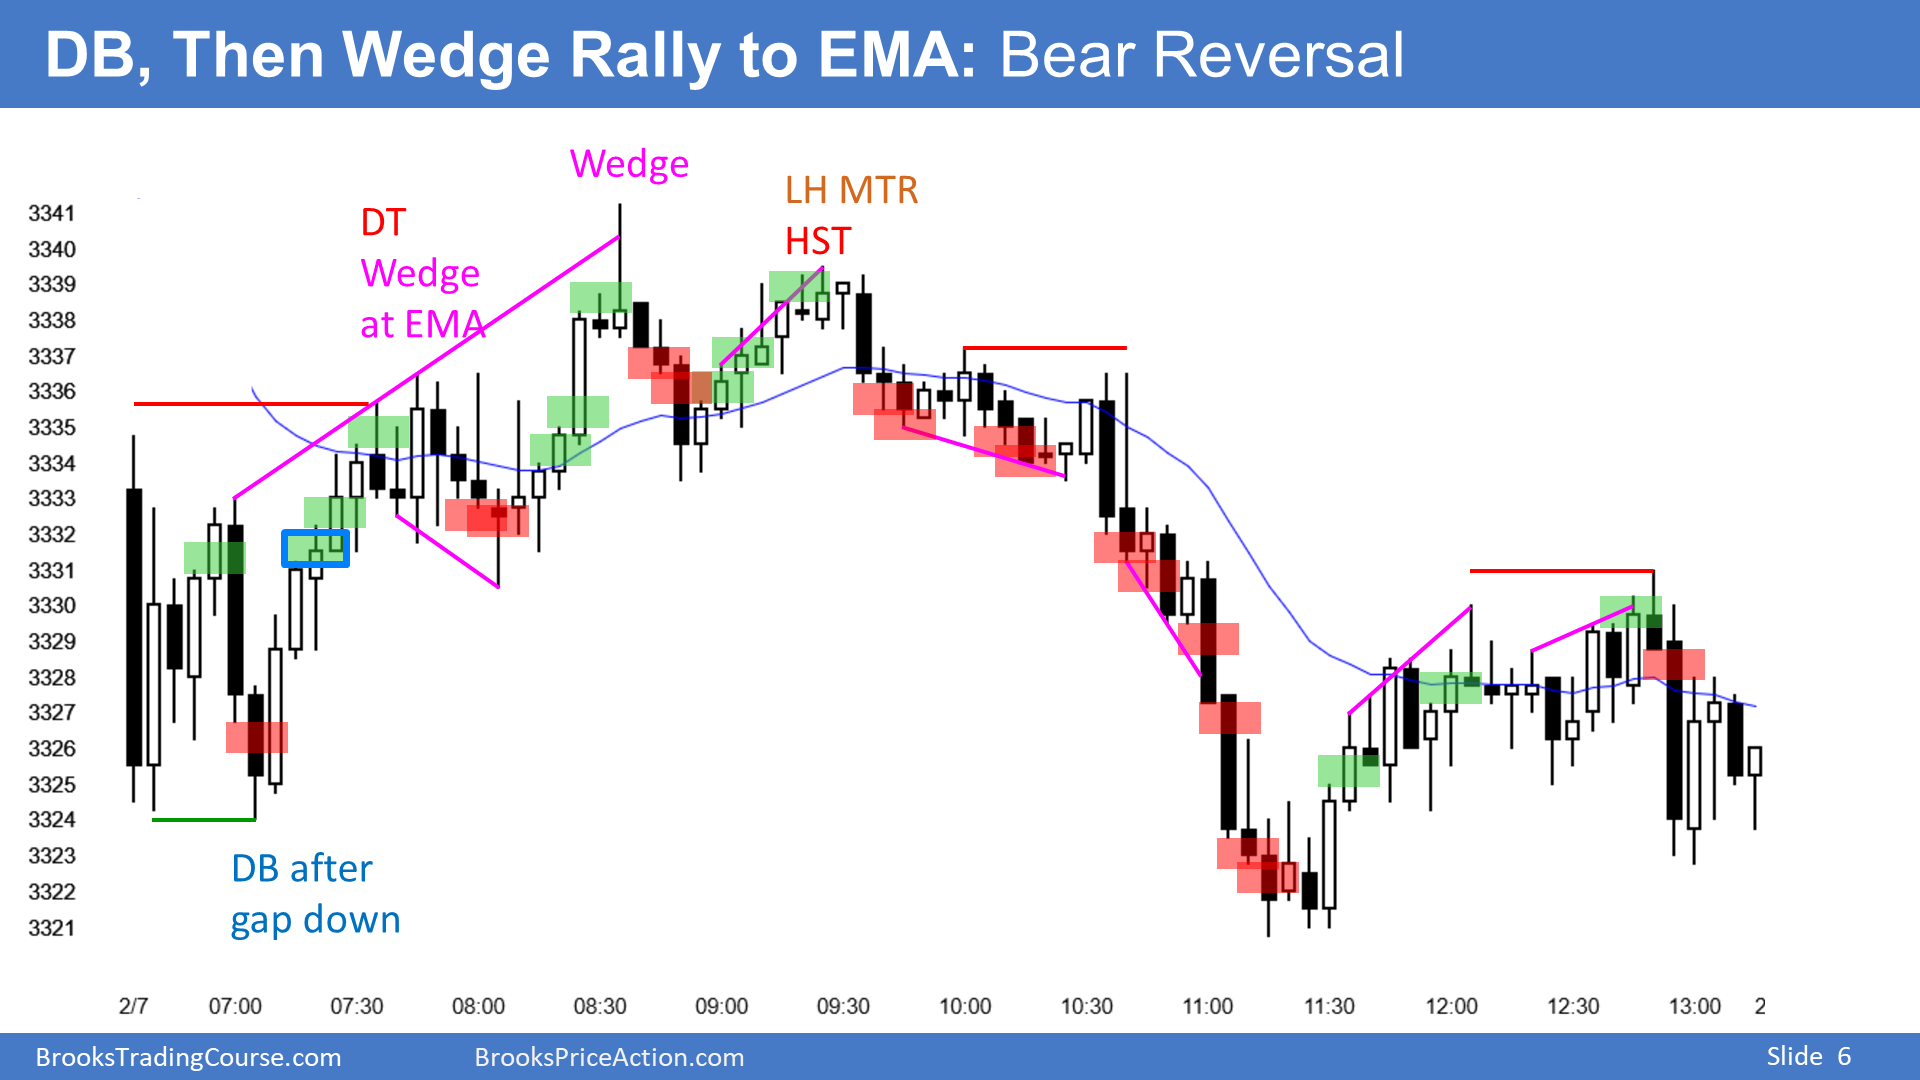 DB, Then Wedge Rally to EMA: Bear Reversal
Wedge
LH MTR
HST
DT
Wedge
at EMA
3341
3340
3339
3338
3337
3336
3335
3334
3333
3332
3331
3330
3329
3328
3327
3326
3325
3324
3323
3322
3321
DB after
gap down
2/7 07:00 07:30 08:00 08:30 09:00 09:30 10:00 10:30 11:00 11:30 12:00 12:30 13:00 2
BrooksTradingCourse.com BrooksPriceAction.com Slide 6